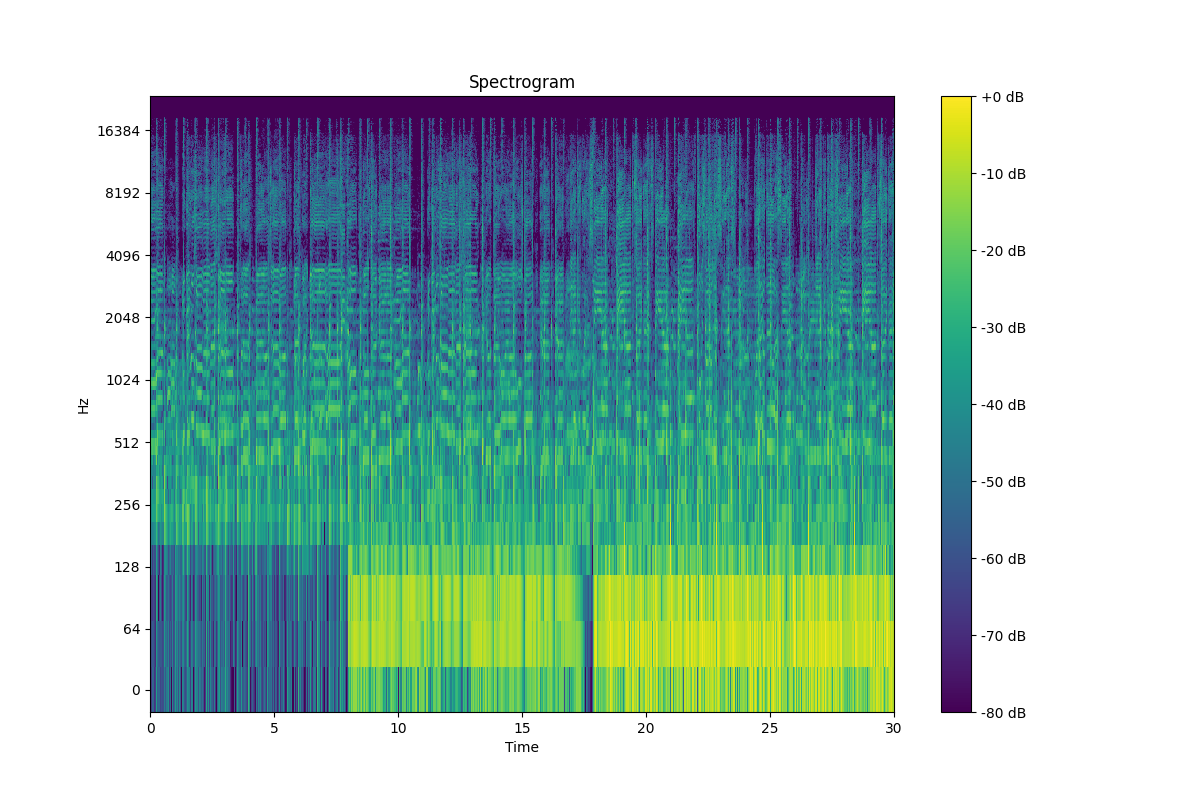 Spectrogram
Hz
16384
8192
4096
2048
1024
512
256
128
64
0
0 5 10 15 20 25 30
Time
+0 dB
-10 dB
-20 dB
-30 dB
-40 dB
-50 dB
-60 dB
-70 dB
-80 dB